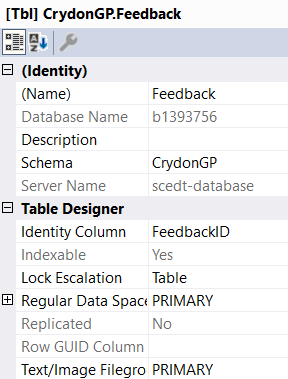 [Tbl] CrydonGP.Feedback
(Identity)
(Name) Feedback
Database Name b1393756
Description
Schema CrydonGP
Server Name scedt-database
Table Designer
Identity Column FeedbackID
Indexable Yes
Lock Escalation Table
Regular Data Space PRIMARY
Replicated No
Row GUID Column
Text/Image Filegro PRIMARY